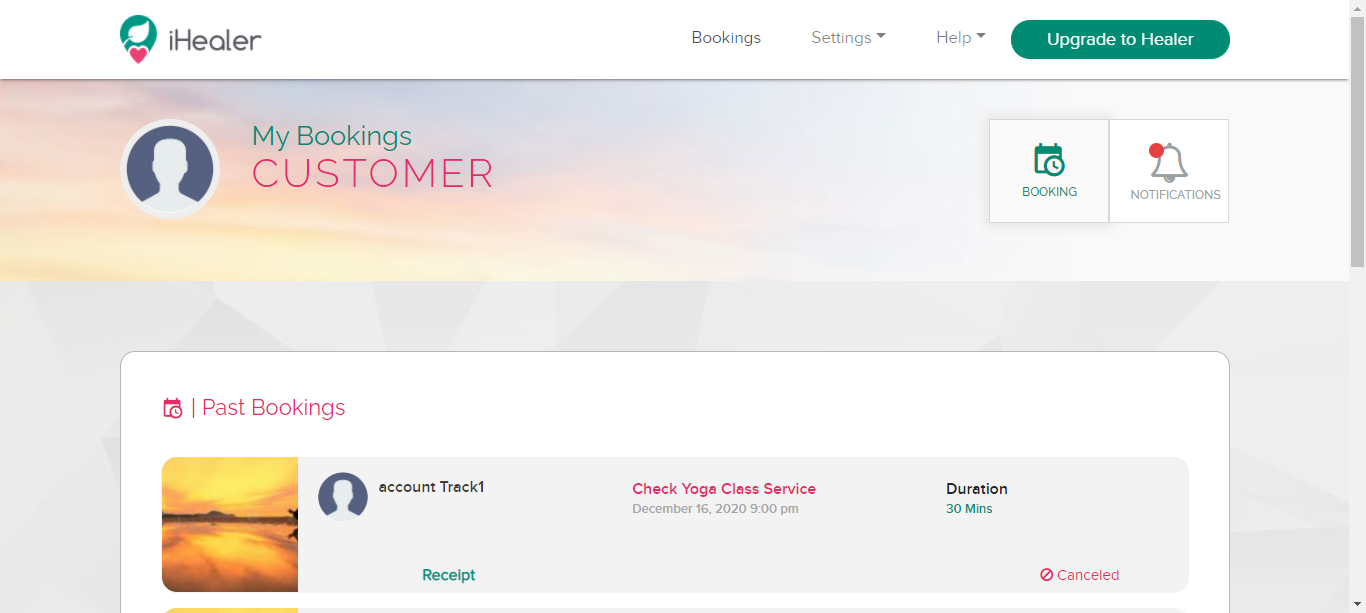 iHealer
Bookings
Settings
Help
Upgrade to Healer
My Bookings
CUSTOMER
BOOKING
NOTIFICATIONS
| Past Bookings
account Track1
Check Yoga Class Service
December 16, 2020 9:00 pm
Duration
30 Mins
Receipt
Canceled